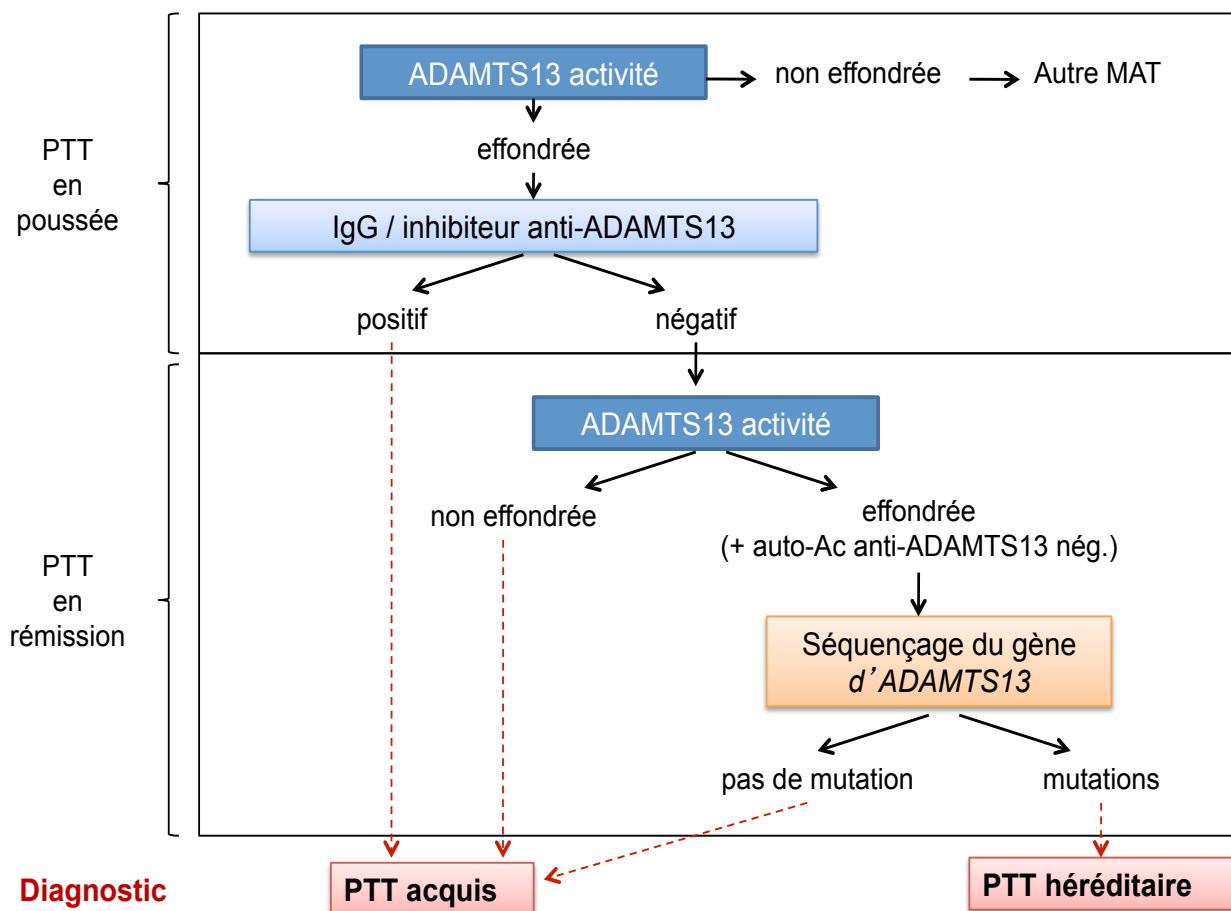 ADAMTS13 activité
non effondrée
Autre MAT
effondrée
PTT
en
poussée
IgG / inhibiteur anti-ADAMTS13
positif
négatif
ADAMTS13 activité
non effondrée
effondrée
(+ auto-Ac anti-ADAMTS13 nég.)
PTT
en
rémission
Séquençage du gène
d'ADAMTS13
pas de mutation
mutations
Diagnostic
PTT acquis
PTT héréditaire